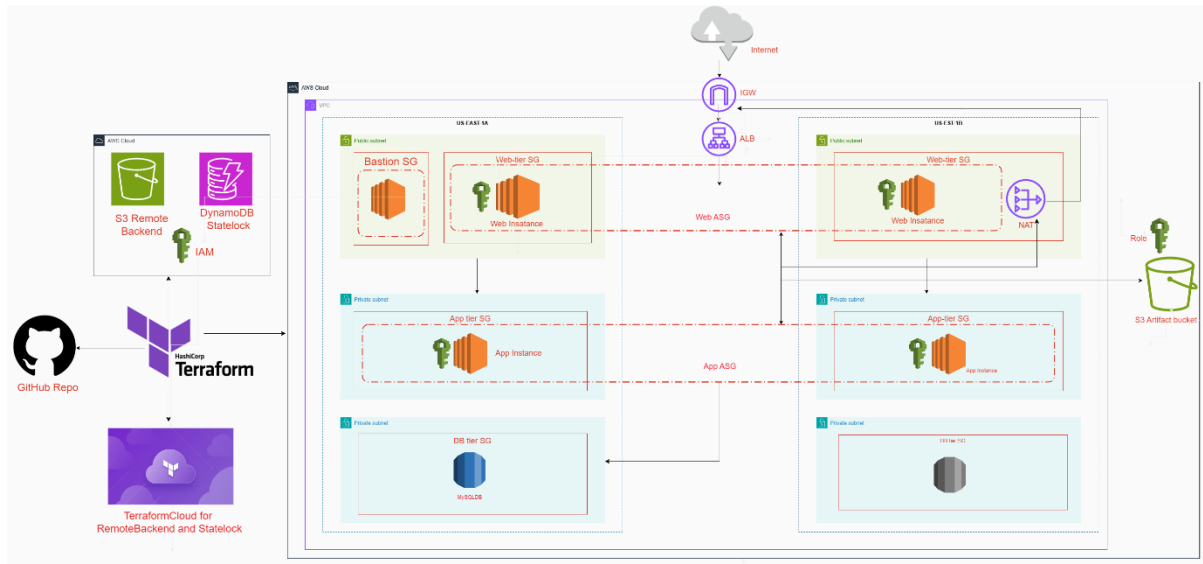 Internet
AWS Cloud
IGW
VPC
US-EAST-1A
US-EST-1B
ALB
AWS Cloud
Public subnet
Public subnet
Bastion SG
Web-tier SG
Web-tier SG
S3 Remote
Backend
DynamoDB
Statelock
Web Insatance
Web Insatance
Web ASG
NAT
IAM
Role
Private subnet
Private subnet
App tier SG
App-tier SG
S3 Artifact bucket
HashiCorp
Terraform
App Instance
App Instance
GitHub Repo
App ASG
Private subnet
Private subnet
DB tier SG
DB tier SG
MySQLDB
TerraformCloud for
RemoteBackend and Statelock